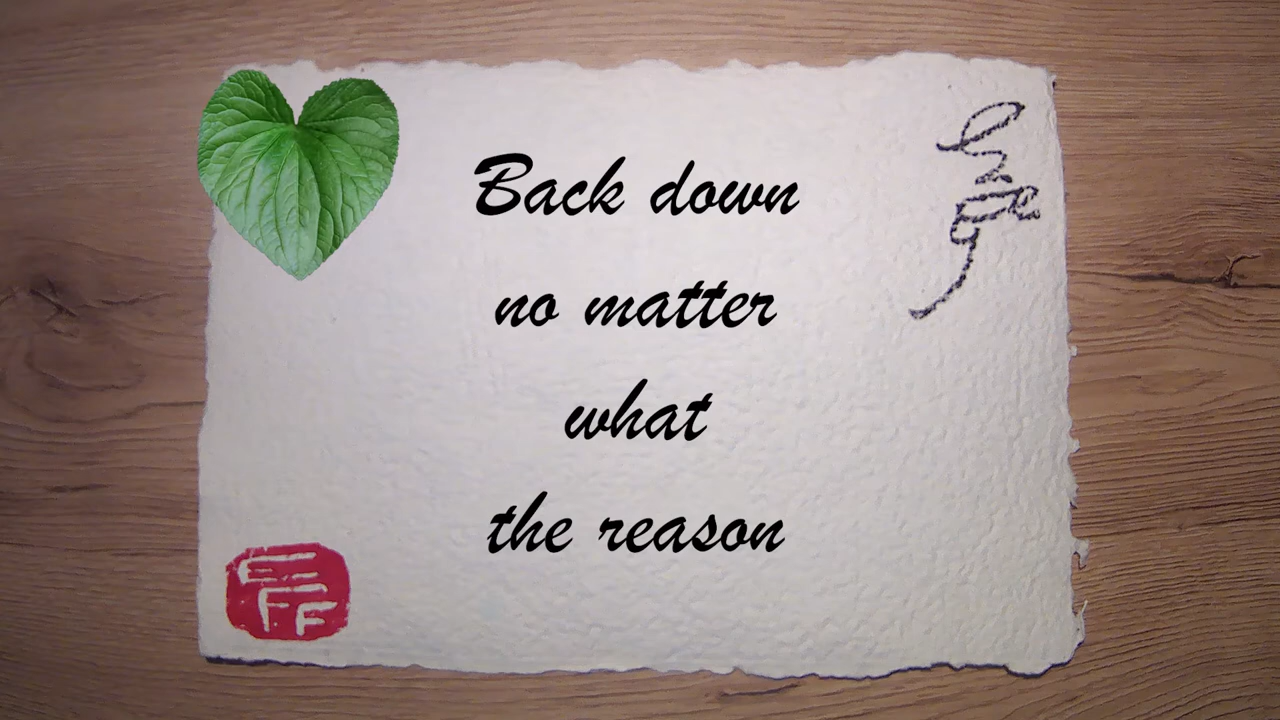 Back down
no matter
what
the reason